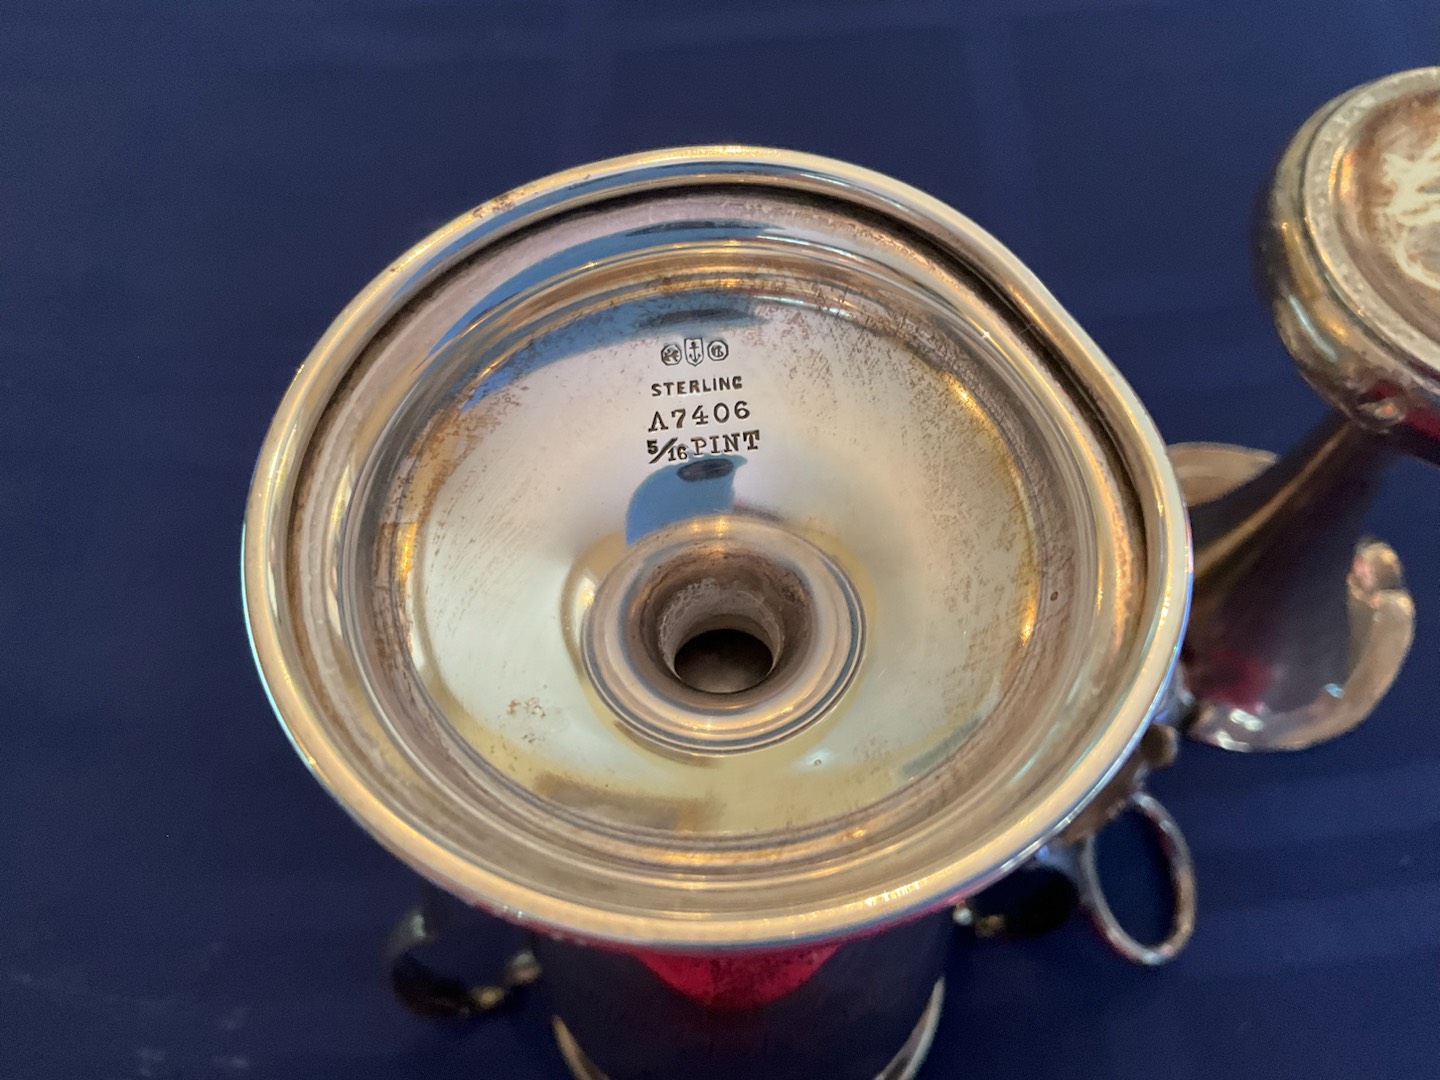 STERLING
A7406
5/16 PINT